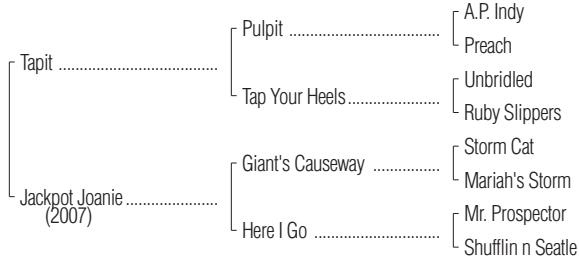 A.P. Indy
Pulpit ......................................
Preach
Tapit ........................................
Unbridled
Tap Your Heels.......................
Ruby Slippers
Storm Cat
Giant's Causeway .................
Mariah's Storm
Jackpot Joanie .......................
(2007)
Mr. Prospector
Here I Go ................................
Shufflin n Seatle